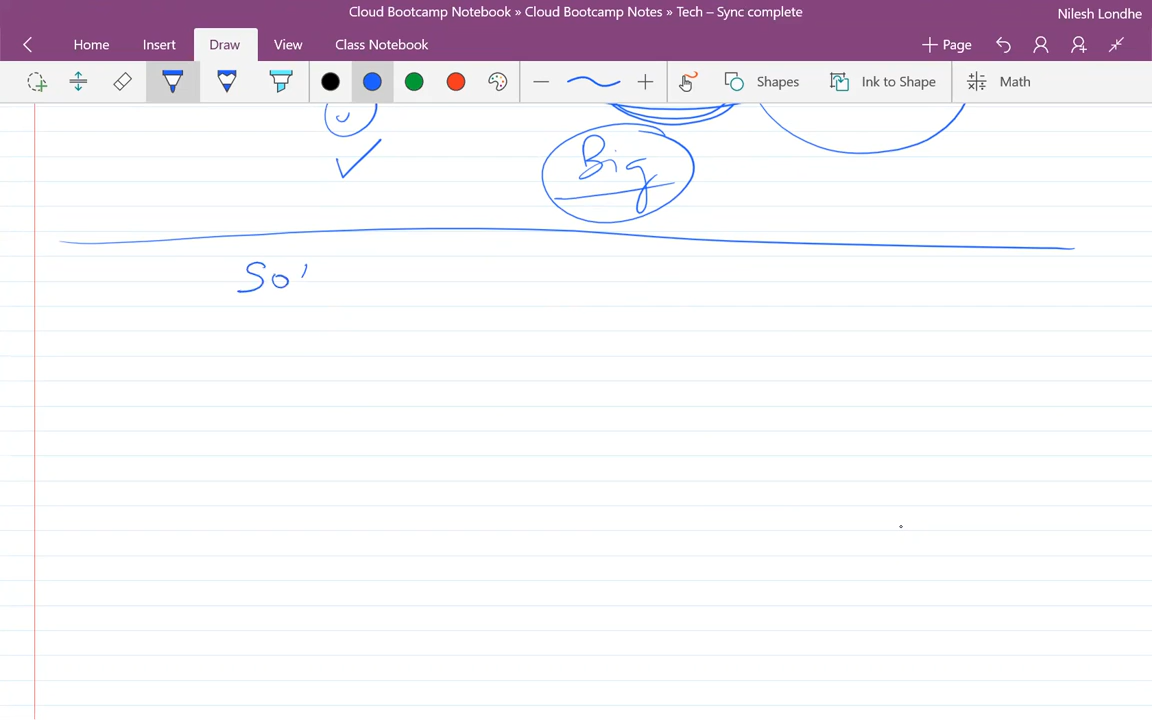 Cloud Bootcamp Notebook » Cloud Bootcamp Notes » Tech – Sync complete
Nilesh Londhe
Home Insert Draw View Class Notebook Page
Shapes Ink to Shape Math
Big
So'